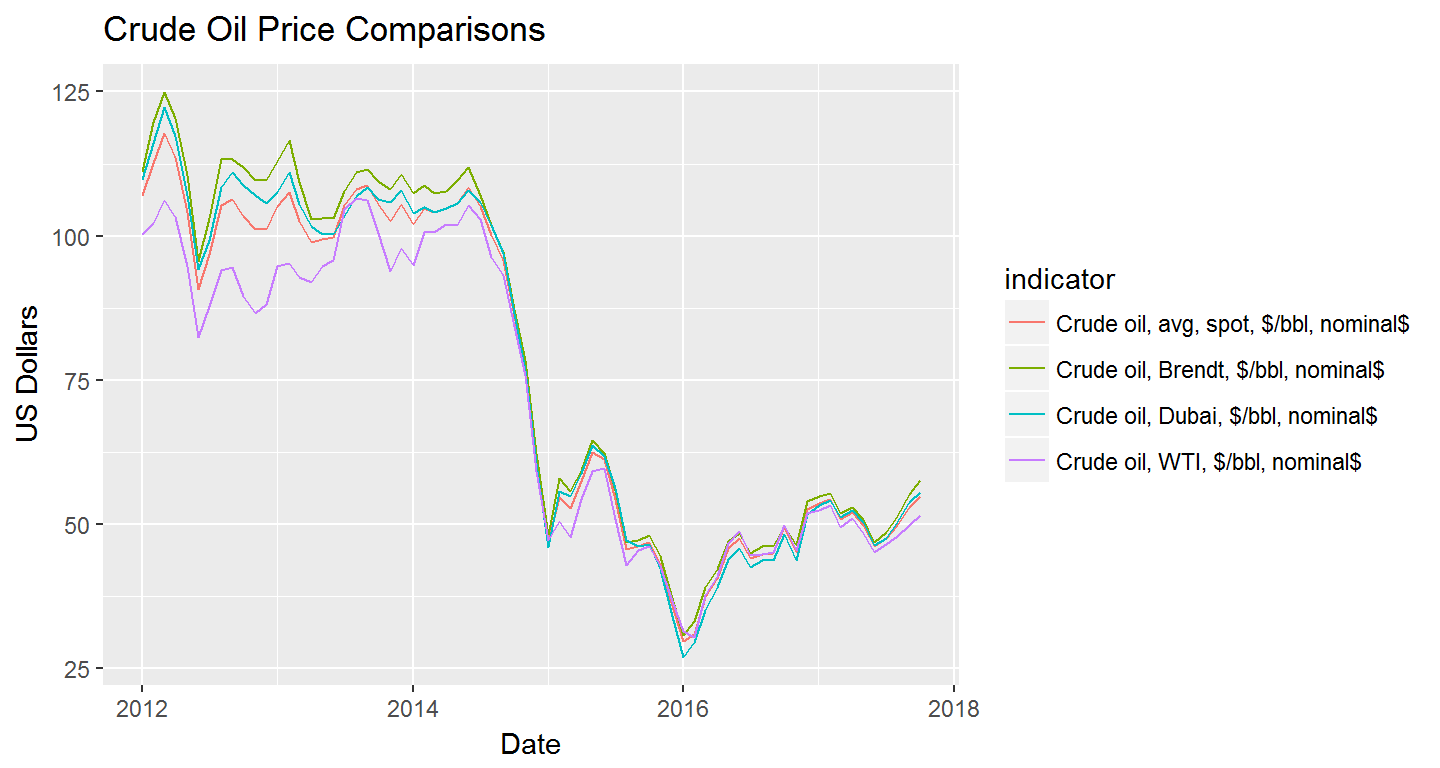 Crude Oil Price Comparisons
125
100
75
50
25
US Dollars
2012
2014
2016
2018
Date
indicator
Crude oil, avg, spot, $/bbl, nominal$
Crude oil, Brendt, $/bbl, nominal$
Crude oil, Dubai, $/bbl, nominal$
Crude oil, WTI, $/bbl, nominal$